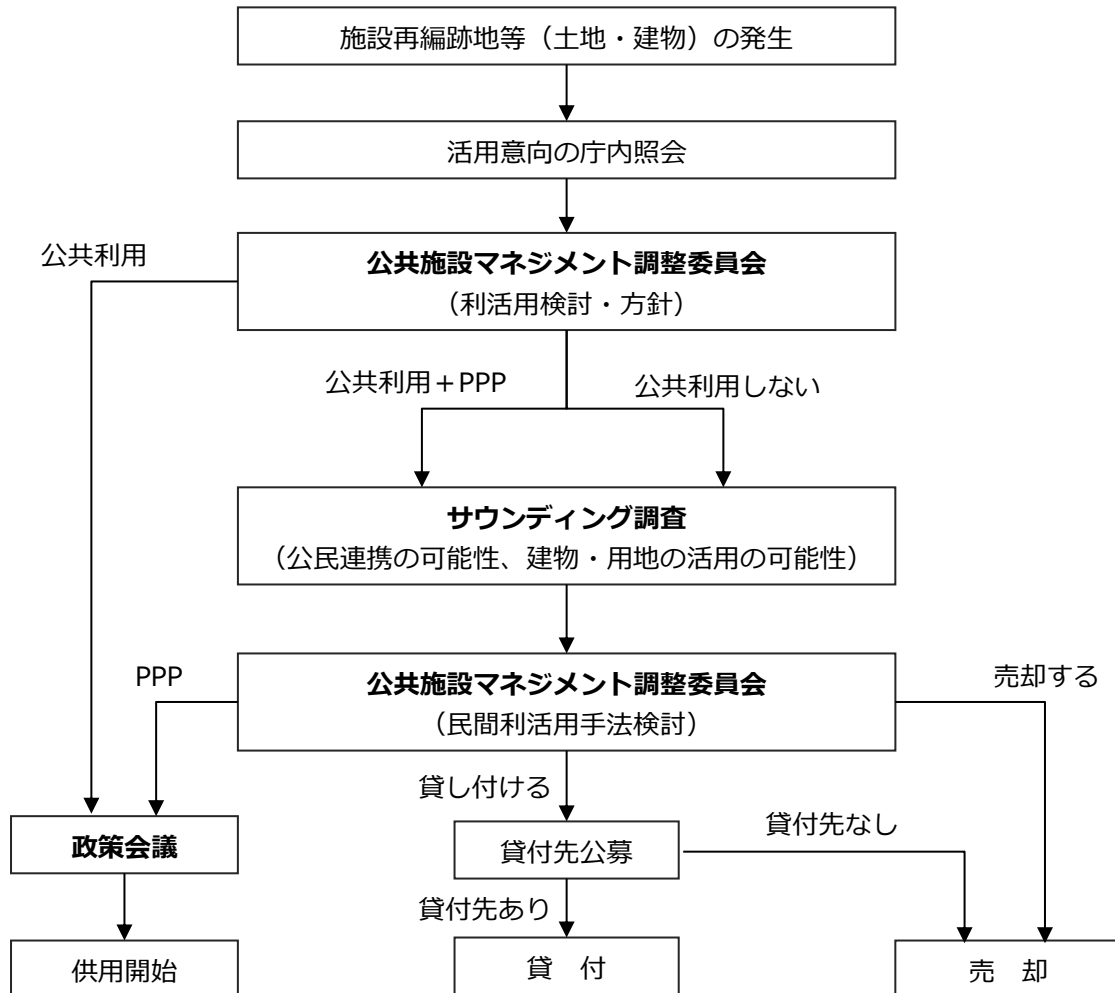 施設再編跡地等（土地・建物）の発生
活用意向の庁内照会
公共利用
公共施設マネジメント調整委員会
（利活用検討・方針）
公共利用＋PPP
公共利用しない
サウンディング調査
（公民連携の可能性、建物・用地の活用の可能性）
PPP
公共施設マネジメント調整委員会
（民間利活用手法検討）
売却する
貸し付ける
政策会議
貸付先公募
貸付先なし
貸付先あり
供用開始
貸　付
売　却